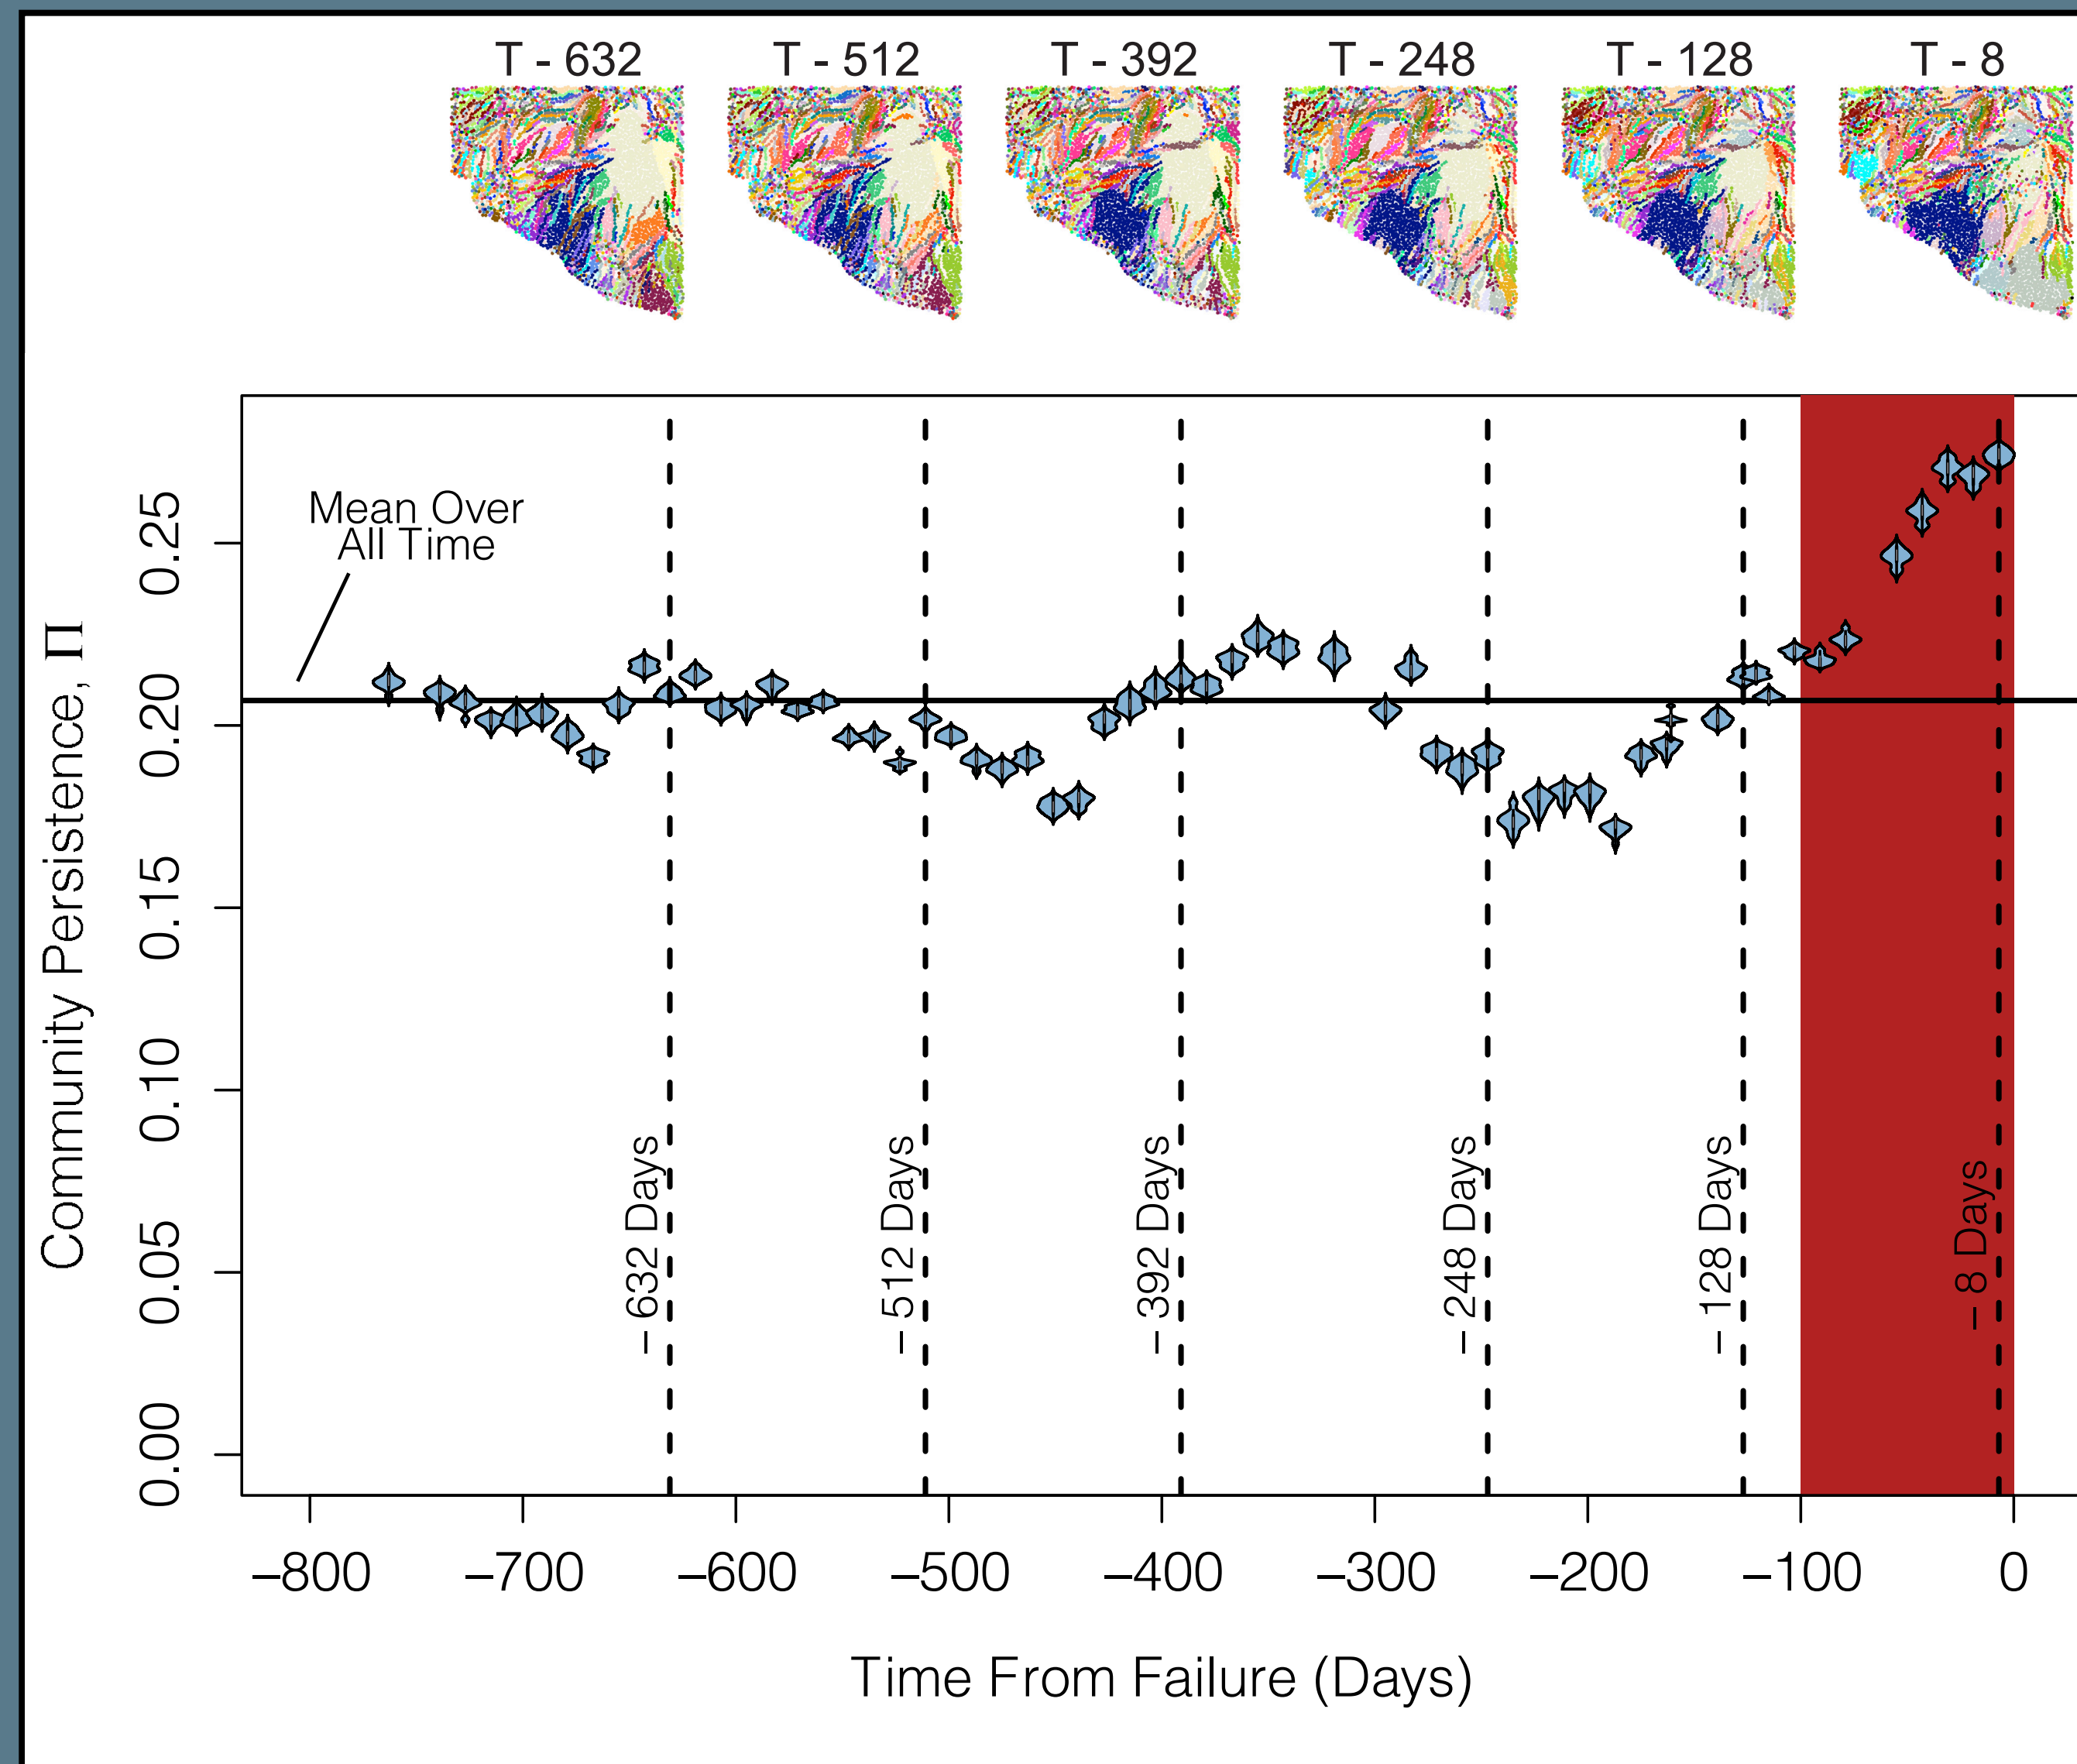 T - 632
T - 512
T - 392
T - 248
T - 128
T - 8
Mean Over
All Time
Community Persistence, Π
0.25
0.20
0.15
0.10
0.05
0.00
– 632 Days
– 512 Days
–392 Days
– 248 Days
– 128 Days
– 8 Days
–800
–700
–600
–500
–400
–300
–200
–100
0
Time From Failure (Days)